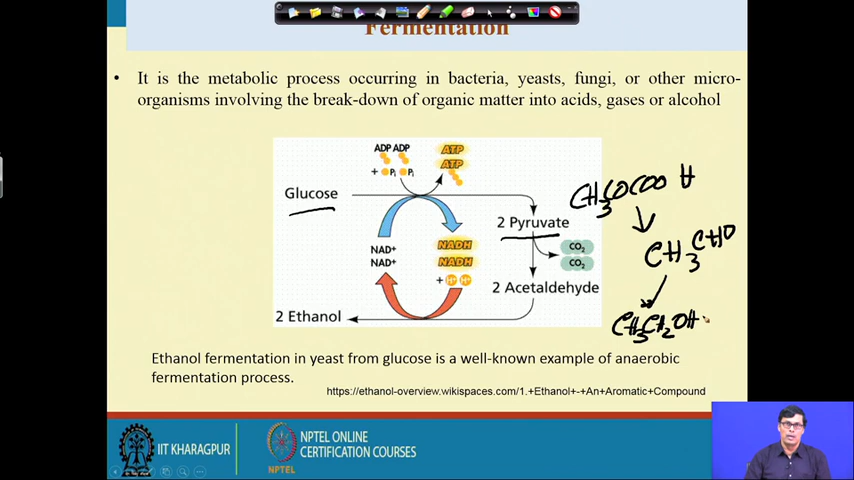 Fermentation
• It is the metabolic process occurring in bacteria, yeasts, fungi, or other micro-
organisms involving the break-down of organic matter into acids, gases or alcohol
ADP ADP
+ Pi Pi
ATP
ATP
Glucose
2 Pyruvate
CH3COCOOH
NAD+
NAD+
NADH
NADH
+ H+ H+
CO2
CO2
CH3CHO
2 Acetaldehyde
2 Ethanol
CH3CH2OH
Ethanol fermentation in yeast from glucose is a well-known example of anaerobic
fermentation process.
https://ethanol-overview.wikispaces.com/1.+Ethanol+-+An+Aromatic+Compound
IIT KHARAGPUR
NPTEL
NPTEL ONLINE
CERTIFICATION COURSES